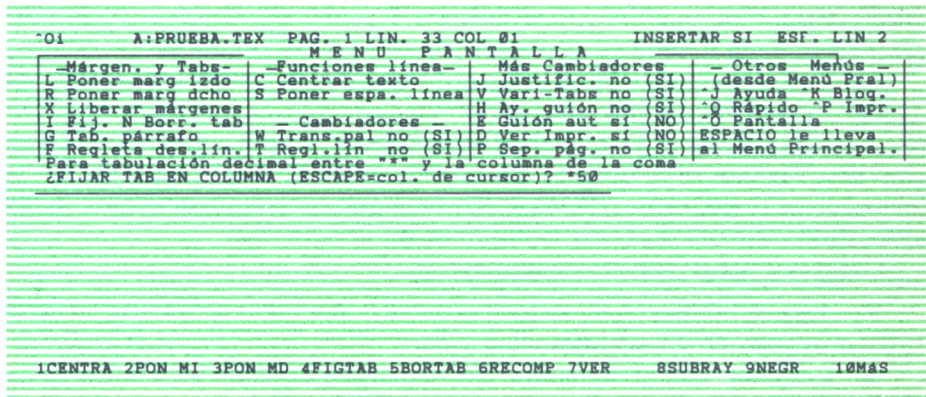 ^Oi A:PRUEBA.TEX PAG. 1 LIN. 33 COL 01 INSERTAR SI ESF. LIN 2
M E N U P A N T A L L A
—Márgen. y Tabs- | —Funciones línea— | Más Cambiadores | — Otros Menús —
L Poner marg izdo | C Centrar texto | J Justific. no (SI) | (desde Menú Pral)
R Poner marg dcho | S Poner espa. línea | V Vari-Tabs no (SI) | ^J Ayuda ^K Bloq.
X Liberar márgenes | H Ay. guión no (SI) | ^Q Rápido ^P Impr.
I Fij. N Borr. tab | — Cambiadores — | E Guión aut sí (NO) | ^O Pantalla
G Tab. párrafo | W Trans.pal no (SI) | D Ver Impr. sí (NO) | ESPACIO le lleva
F Regleta des.lín. | T Regl.lín no (SI) | P Sep. pág. no (SI) | al Menú Principal.
Para tabulación decimal entre "*" y la columna de la coma
¿FIJAR TAB EN COLUMNA (ESCAPE=col. de cursor)? *50
1CENTRA 2PON MI 3PON MD 4FIGTAB 5BORTAB 6RECOMP 7VER 8SUBRAY 9NEGR 10MáS